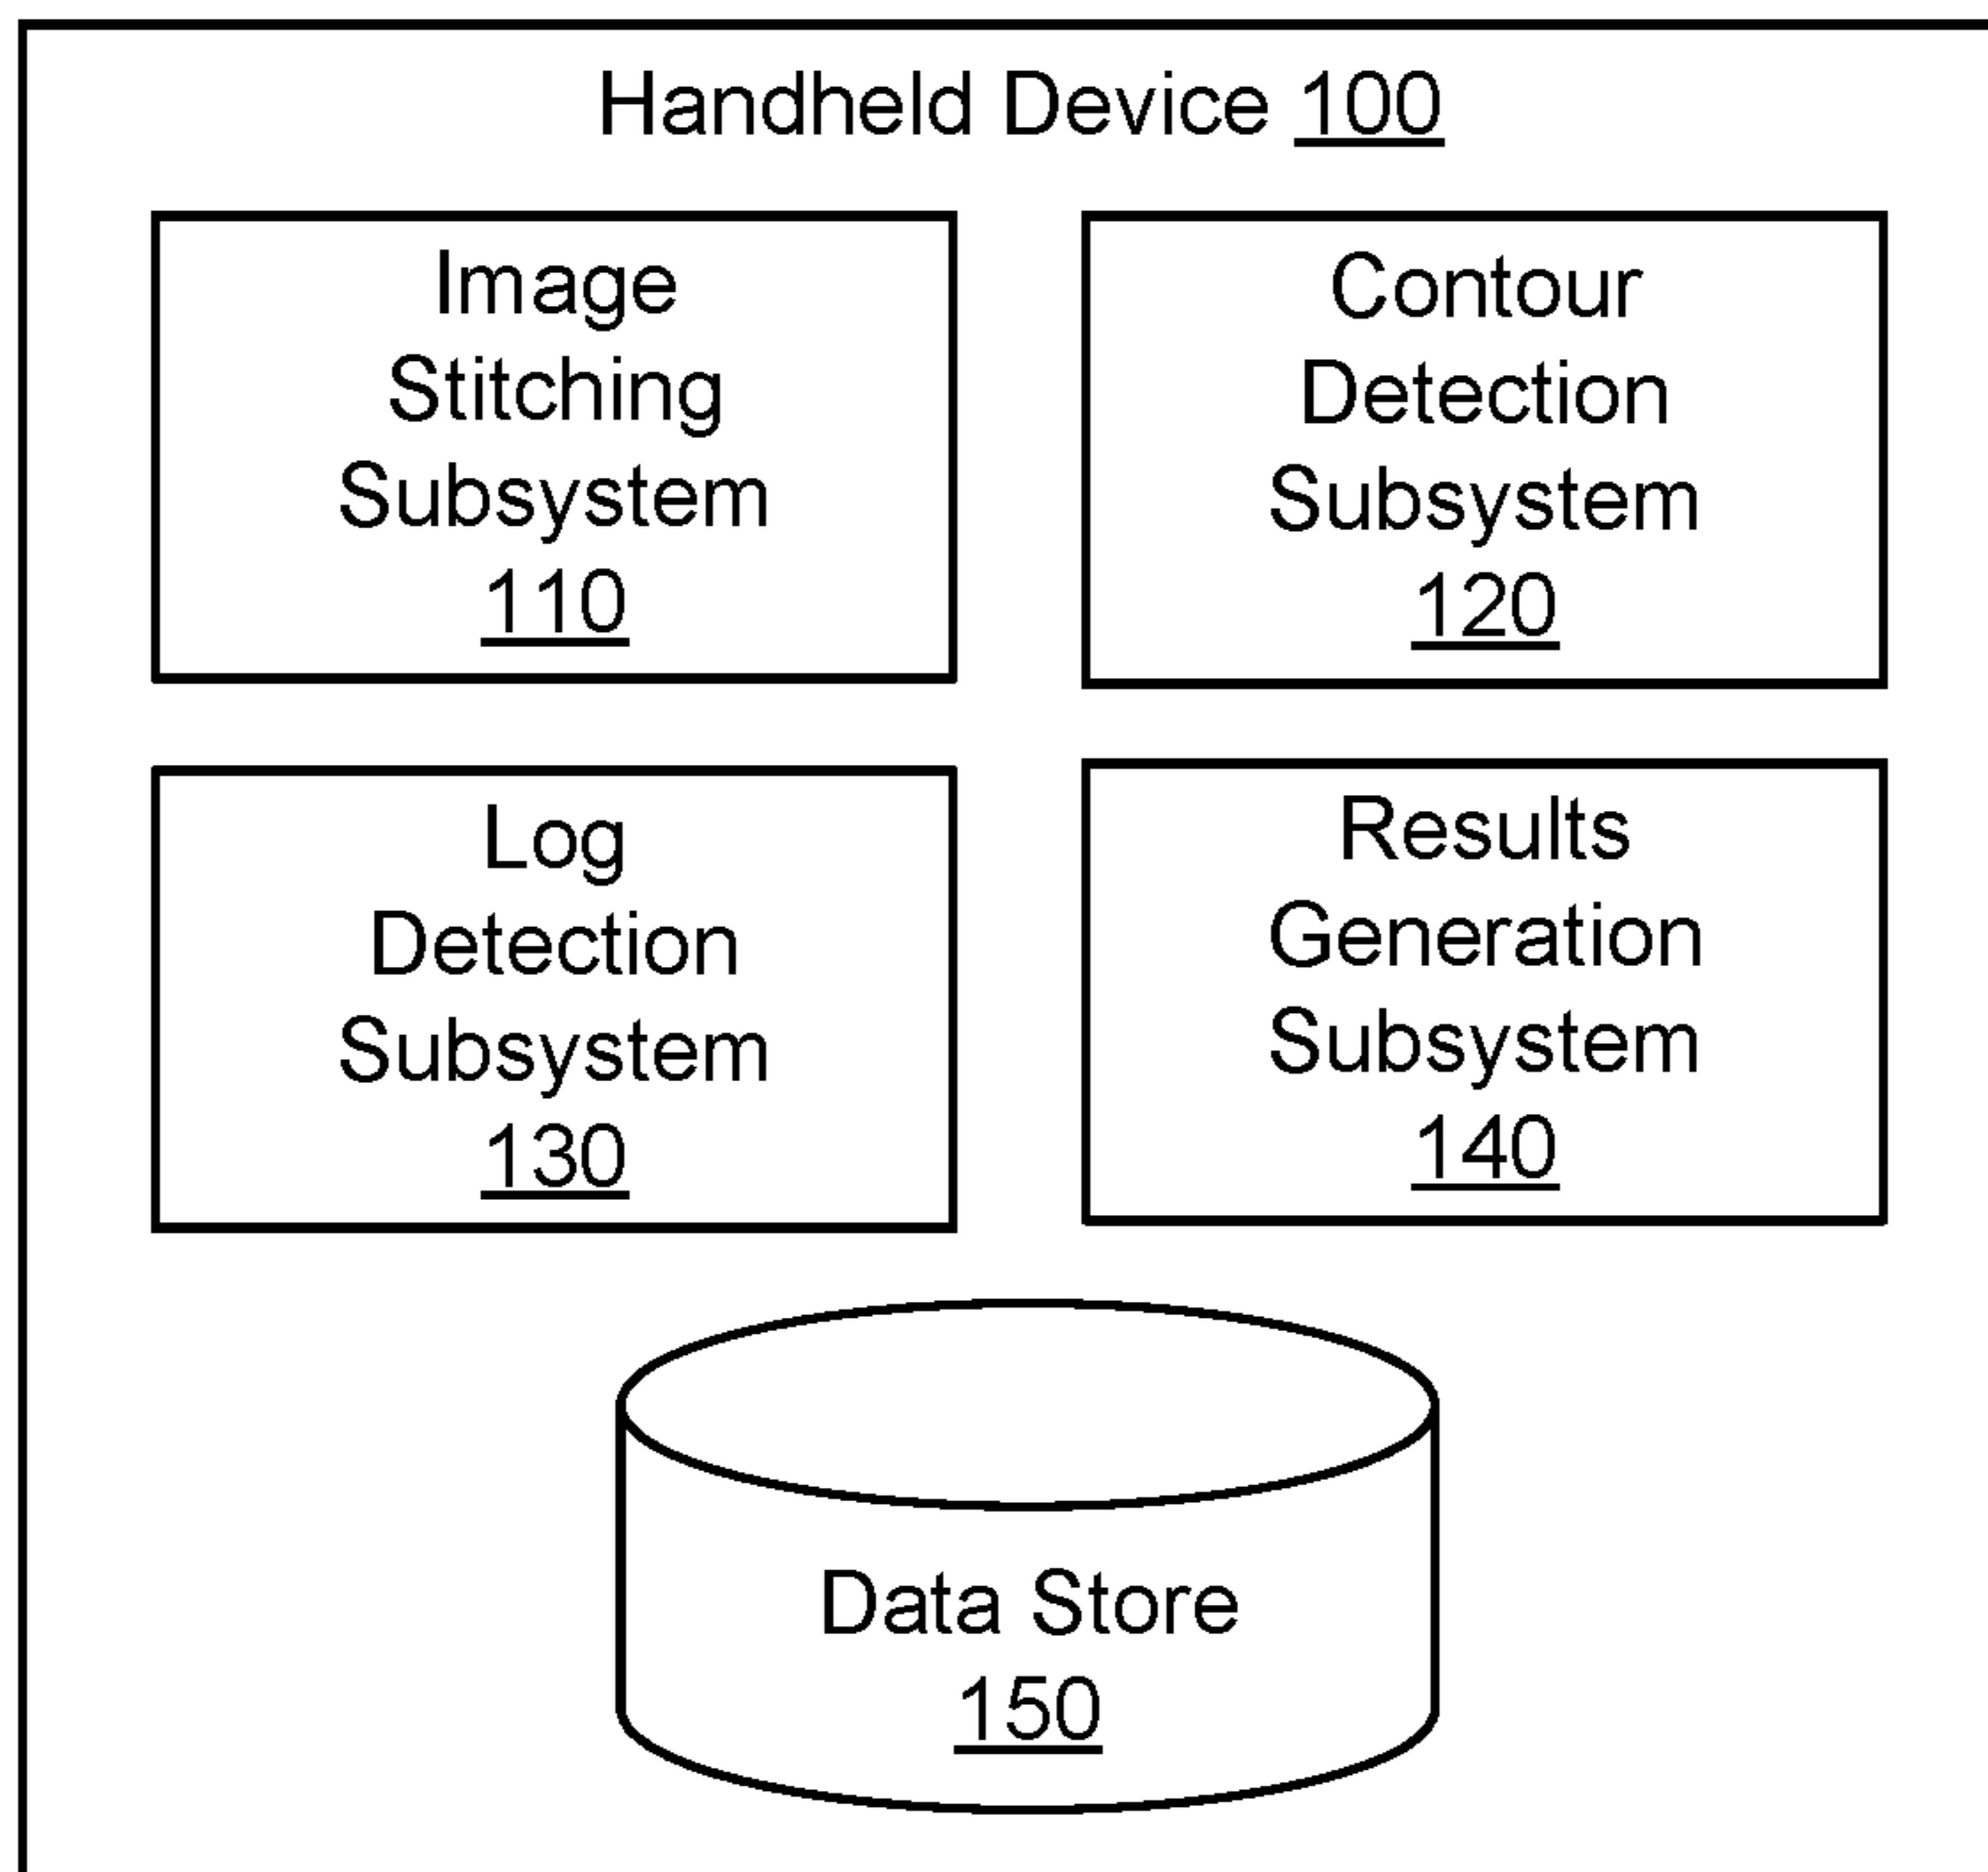 Handheld Device 100
Image
Stitching
Subsystem
110
Contour
Detection
Subsystem
120
Log
Detection
Subsystem
130
Results
Generation
Subsystem
140
Data Store
150